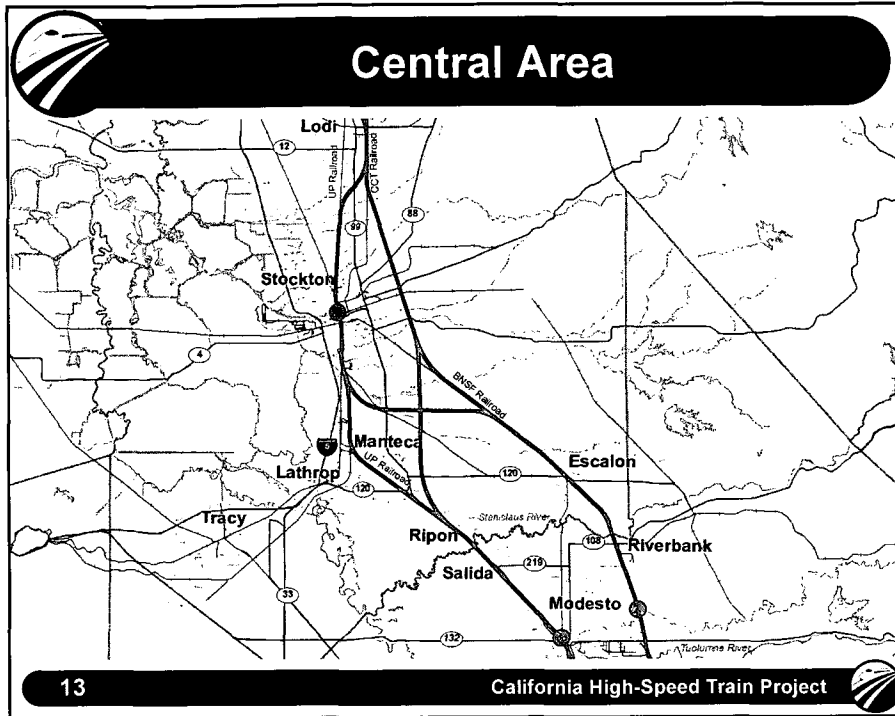 Central Area
Lodi
12
UP Railroad
CCT Railroad
99
88
Stockton
4
BNSF Railroad
5
Manteca
Lathrop
UP Railroad
120
120
Escalon
Tracy
Stanislaus River
Ripon
108
Riverbank
Salida
219
33
Modesto
132
Tuolumne River
13
California High-Speed Train Project